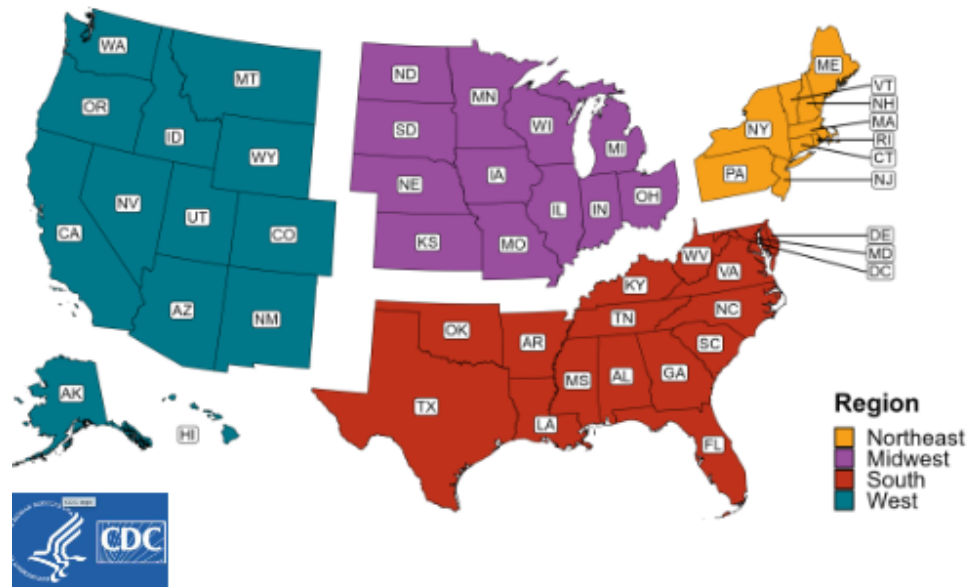 WA
MT
OR
ID
WY
NV
UT
CO
CA
AZ
NM
AK
HI
ND
MN
SD
WI
MI
NE
IA
IL
IN
OH
KS
MO
ME
VT
NH
MA
RI
CT
NJ
NY
PA
DE
MD
DC
WV
VA
KY
NC
TN
SC
OK
AR
MS
AL
GA
TX
LA
FL
Region
Northeast
Midwest
South
West
CDC